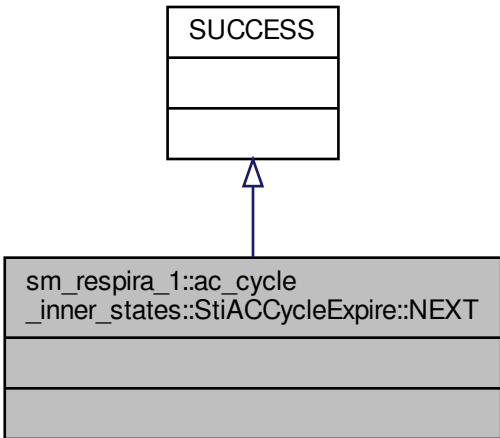 SUCCESS
sm_respira_1::ac_cycle
_inner_states::StiACCycleExpire::NEXT